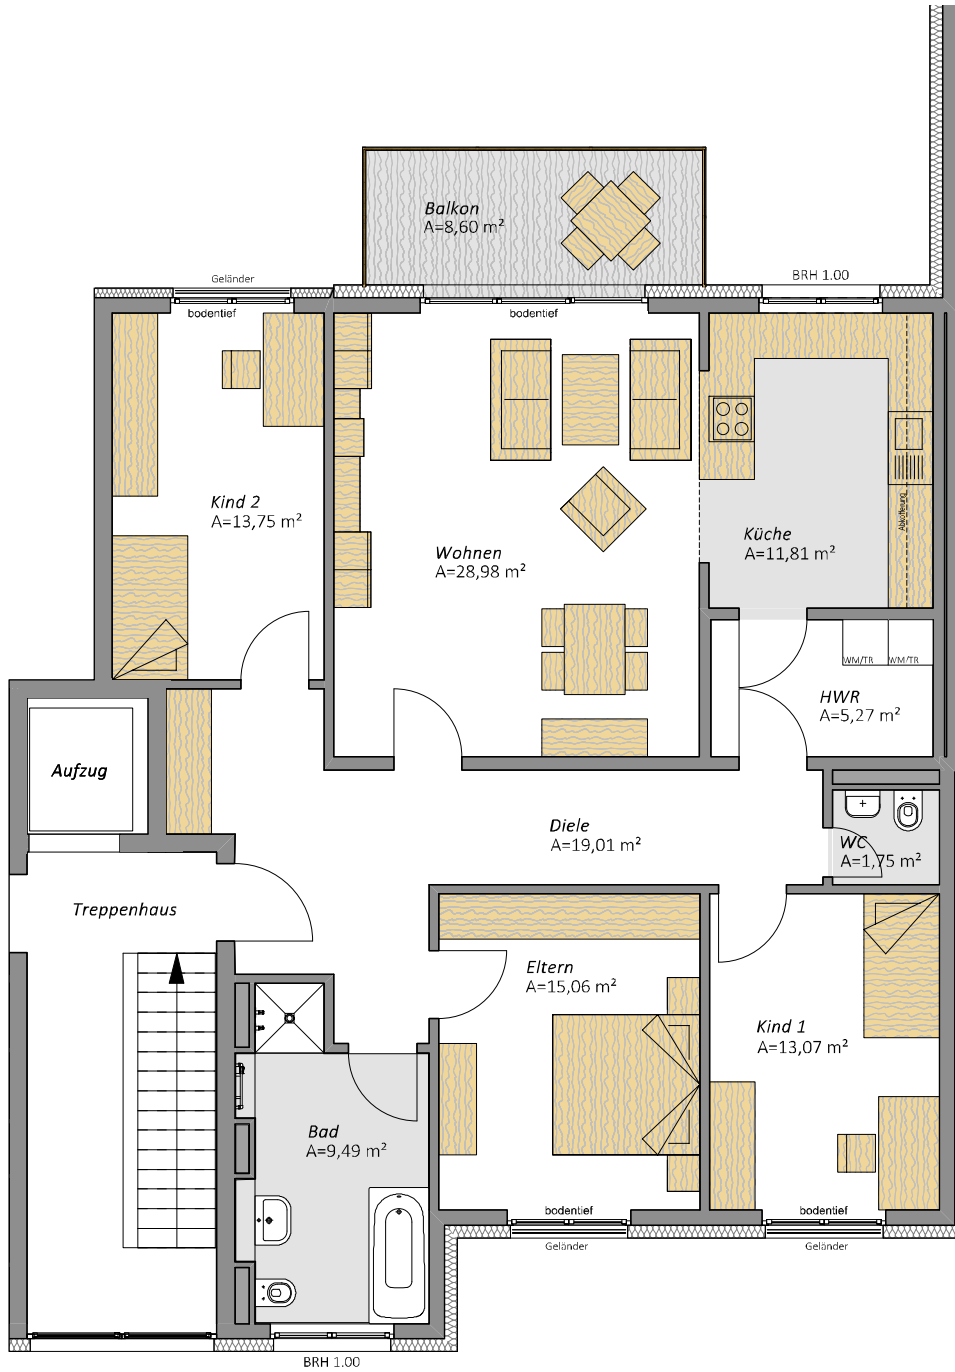 Balkon
A=8,60 m²
Geländer
BRH 1.00
bodentief
bodentief
Kind 2
A=13,75 m²
Abkofferung
Küche
A=11,81 m²
Wohnen
A=28,98 m²
WM/TR
WM/TR
HWR
A=5,27 m²
Aufzug
Diele
A=19,01 m²
WC
A=1,75 m²
Treppenhaus
Eltern
A=15,06 m²
Kind 1
A=13,07 m²
Bad
A=9,49 m²
bodentief
bodentief
Geländer
Geländer
BRH 1.00